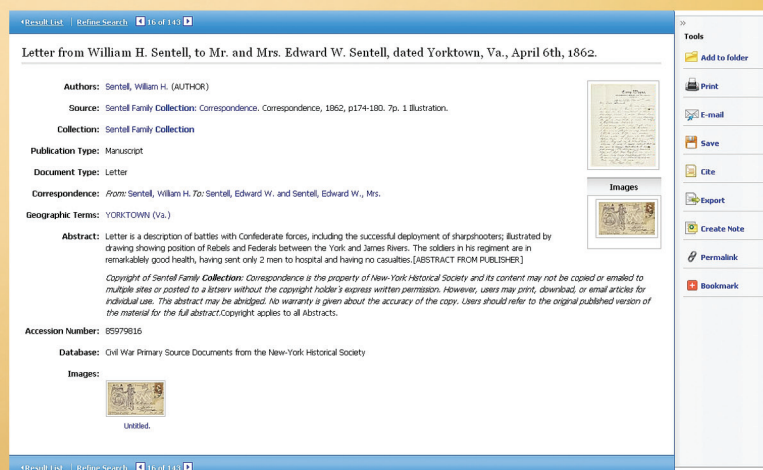 Result List | Refine Search 16 of 143
Letter from William H. Sentell, to Mr. and Mrs. Edward W. Sentell, dated Yorktown, Va., April 6th, 1862.
Authors: Sentell, William H. (AUTHOR)
Source: Sentell Family Collection: Correspondence. Correspondence, 1862, p174-180. 7p. 1 Illustration.
Collection: Sentell Family Collection
Publication Type: Manuscript
Document Type: Letter
Correspondence: From: Sentell, William H. To: Sentell, Edward W. and Sentell, Edward W., Mrs.
Geographic Terms: YORKTOWN (Va.)
Abstract: Letter is a description of battles with Confederate forces, including the successful deployment of sharpshooters; illustrated by
drawing showing position of Rebels and Federals between the York and James Rivers. The soldiers in his regiment are in
remarkablely good health, having sent only 2 men to hospital and having no casualties.[ABSTRACT FROM PUBLISHER]
Copyright of Sentell Family Collection: Correspondence is the property of New-York Historical Society and its content may not be copied or emailed to
multiple sites or posted to a listserv without the copyright holder's express written permission. However, users may print, download, or email articles for
individual use. This abstract may be abridged. No warranty is given about the accuracy of the copy. Users should refer to the original published version of
the material for the full abstract.Copyright applies to all Abstracts.
Accession Number: 85979816
Database: Civil War Primary Source Documents from the New-York Historical Society
Images:
Untitled.
Result List | Refine Search 16 of 143
Images
»
Tools
Add to folder
Print
E-mail
Save
Cite
Export
Create Note
Permalink
Bookmark